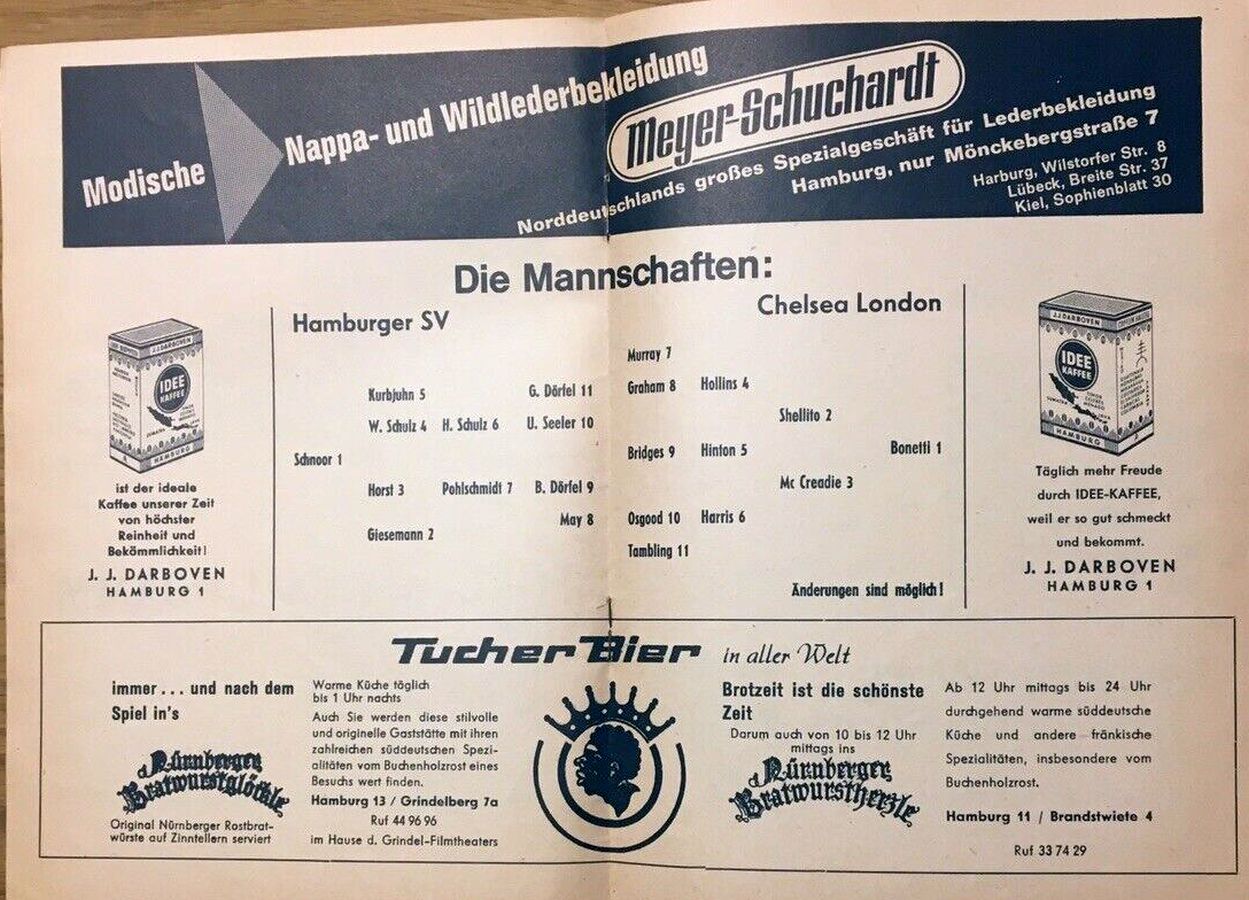 Modische Nappa- und Wildlederbekleidung
Meyer-Schuchardt
Norddeutschlands großes Spezialgeschäft für Lederbekleidung
Hamburg, nur Mönckebergstraße 7
Harburg, Wilstorfer Str. 8
Lübeck, Breite Str. 37
Kiel, Sophienblatt 30
Die Mannschaften:
J.J.DARBOVEN
IDEE
KAFFEE
SUMATRA
HAMBURG
ist der ideale
Kaffee unserer Zeit
von höchster
Reinheit und
Bekömmlichkeit!
J. J. DARBOVEN
HAMBURG 1
Hamburger SV
Kurbjuhn 5 G. Dörfel 11
W. Schulz 4 H. Schulz 6 U. Seeler 10
Schnoor 1
Horst 3 Pohlschmidt 7 B. Dörfel 9
May 8
Giesemann 2
Chelsea London
Murray 7
Graham 8 Hollins 4
Shellito 2
Bridges 9 Hinton 5 Bonetti 1
Mc Creadie 3
Osgood 10 Harris 6
Tambling 11
Änderungen sind möglich!
J.J.DARBOVEN
IDEE
KAFFEE
SUMATRA
HAMBURG
Täglich mehr Freude
durch IDEE-KAFFEE,
weil er so gut schmeckt
und bekommt.
J. J. DARBOVEN
HAMBURG 1
Tucher Bier in aller Welt
immer . . . und nach dem
Spiel in's
Nürnberger
Bratwurstglöckle
Original Nürnberger Rostbrat-
würste auf Zinntellern serviert
Warme Küche täglich
bis 1 Uhr nachts
Auch Sie werden diese stilvolle
und originelle Gaststätte mit ihren
zahlreichen süddeutschen Spezi-
alitäten vom Buchenholzrost eines
Besuchs wert finden.
Hamburg 13 / Grindelberg 7a
Ruf 44 96 96
im Hause d. Grindel-Filmtheaters
Brotzeit ist die schönste
Zeit
Darum auch von 10 bis 12 Uhr
mittags ins
Nürnberger
Bratwurstherzle
Ab 12 Uhr mittags bis 24 Uhr
durchgehend warme süddeutsche
Küche und andere fränkische
Spezialitäten, insbesondere vom
Buchenholzrost.
Hamburg 11 / Brandstwiete 4
Ruf 33 74 29